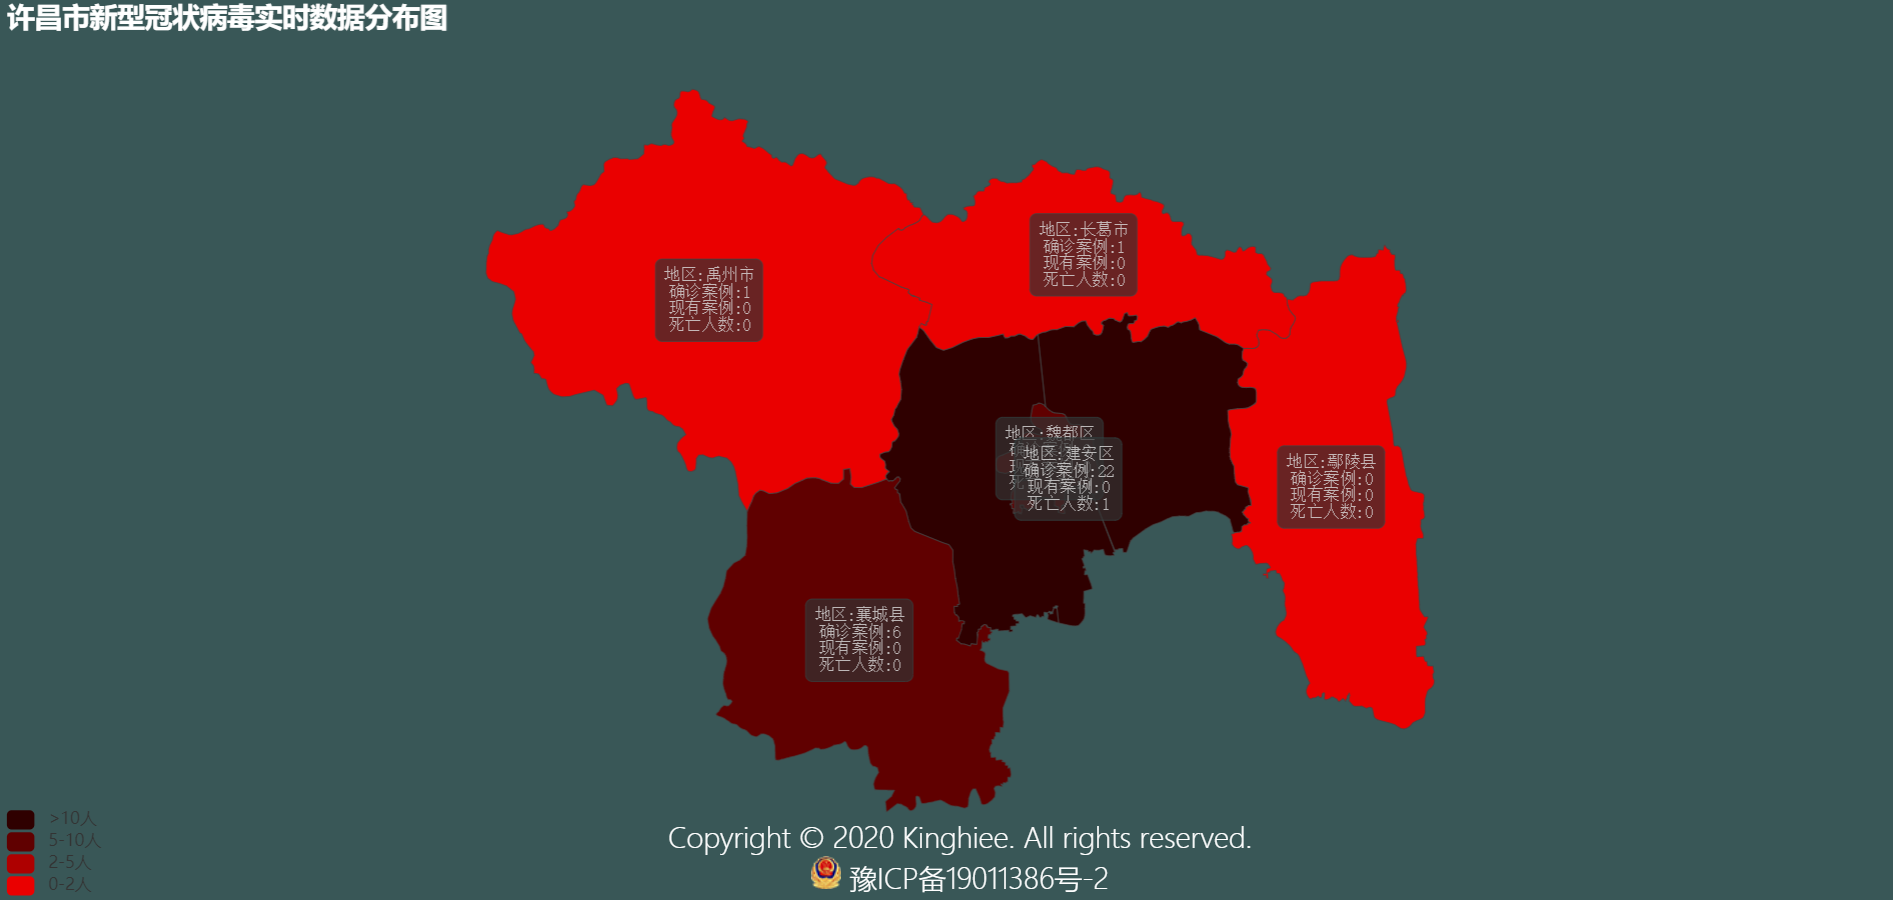 许昌市新型冠状病毒实时数据分布图
地区:长葛市
确诊案例:1
现有案例:0
死亡人数:0
地区:禹州市
确诊案例:1
现有案例:0
死亡人数:0
地区:魏都区
地区:建安区
确诊案例:22
现有案例:0
死亡人数:1
地区:鄢陵县
确诊案例:0
现有案例:0
死亡人数:0
地区:襄城县
确诊案例:6
现有案例:0
死亡人数:0
>10人
5-10人
2-5人
0-2人
Copyright © 2020 Kinghiee. All rights reserved.
豫ICP备19011386号-2